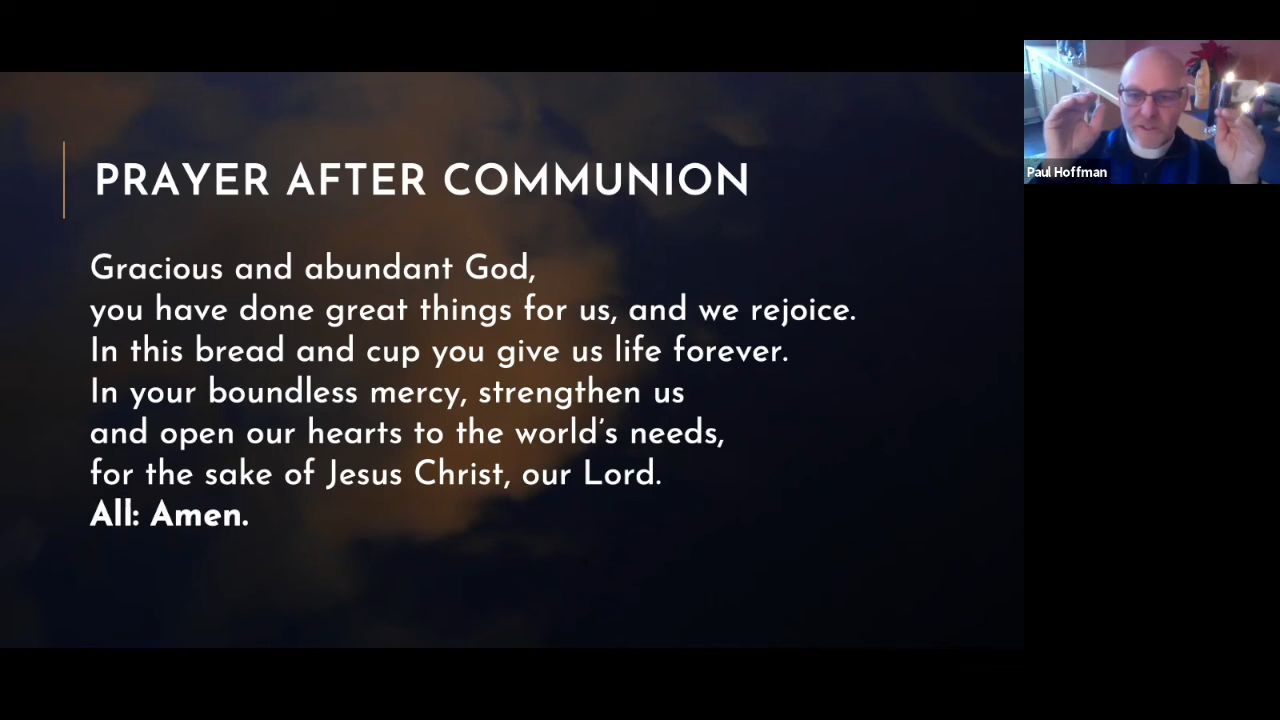 PRAYER AFTER COMMUNION
Gracious and abundant God,
you have done great things for us, and we rejoice.
In this bread and cup you give us life forever.
In your boundless mercy, strengthen us
and open our hearts to the world’s needs,
for the sake of Jesus Christ, our Lord.
All: Amen.
Paul Hoffman